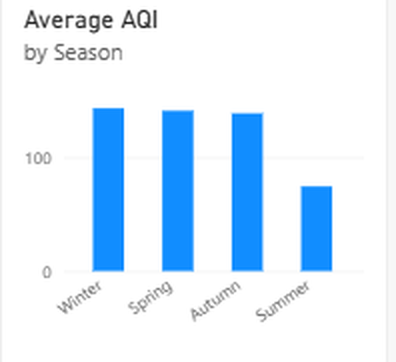 Average AQI
by Season
100
0
Winter
Spring
Autumn
Summer